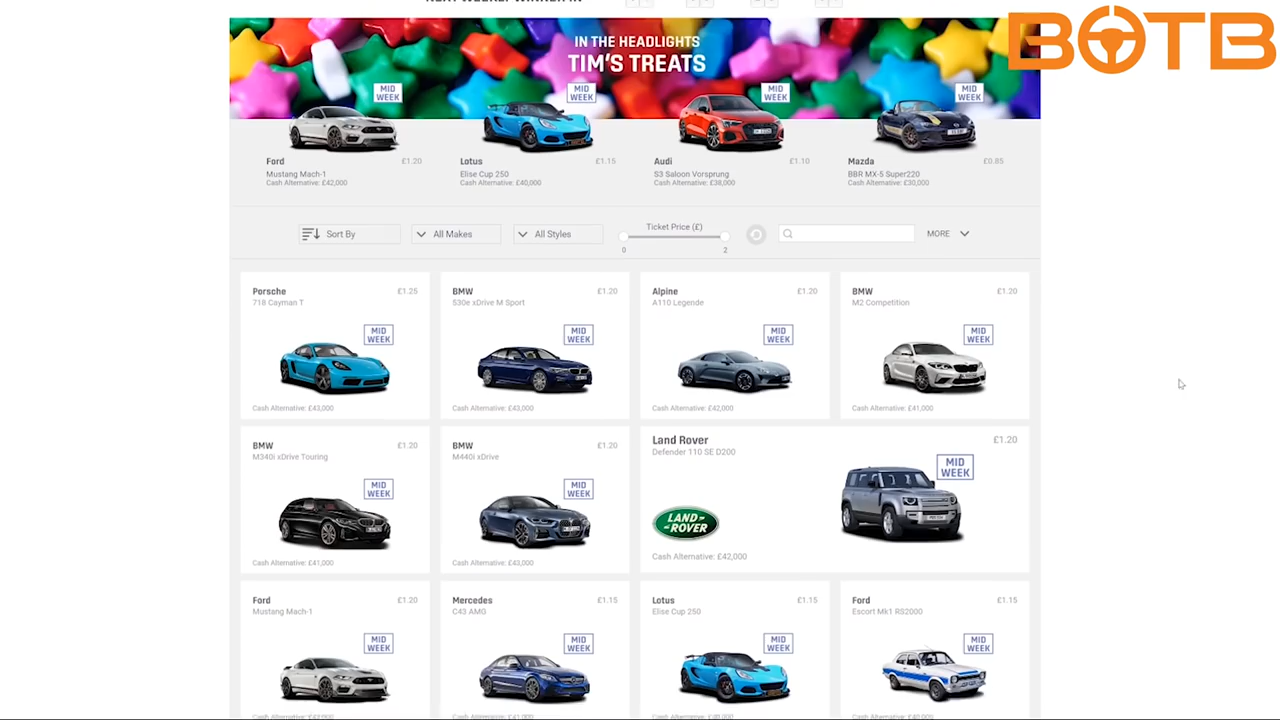 BOTB
IN THE HEADLIGHTS
TIM'S TREATS
MID WEEK
MID WEEK
MID WEEK
MID WEEK
Ford £1.20
Mustang Mach-1
Cash Alternative: £42,000
Lotus £1.15
Elise Cup 250
Cash Alternative: £40,000
Audi £1.10
S3 Saloon Vorsprung
Cash Alternative: £38,000
Mazda £0.85
BBR MX-5 Super220
Cash Alternative: £30,000
Sort By
All Makes
All Styles
Ticket Price (£)
0 2
MORE
Porsche £1.25
718 Cayman T
MID WEEK
Cash Alternative: £43,000
BMW £1.20
530e xDrive M Sport
MID WEEK
Cash Alternative: £43,000
Alpine £1.20
A110 Legende
MID WEEK
Cash Alternative: £42,000
BMW £1.20
M2 Competition
MID WEEK
Cash Alternative: £41,000
BMW £1.20
M340i xDrive Touring
MID WEEK
Cash Alternative: £41,000
BMW £1.20
M440i xDrive
MID WEEK
Cash Alternative: £43,000
Land Rover £1.20
Defender 110 SE D200
MID WEEK
LAND-
-ROVER
Cash Alternative: £42,000
Ford £1.20
Mustang Mach-1
MID WEEK
Mercedes £1.15
C43 AMG
MID WEEK
Lotus £1.15
Elise Cup 250
MID WEEK
Ford £1.15
Escort Mk1 RS2000
MID WEEK